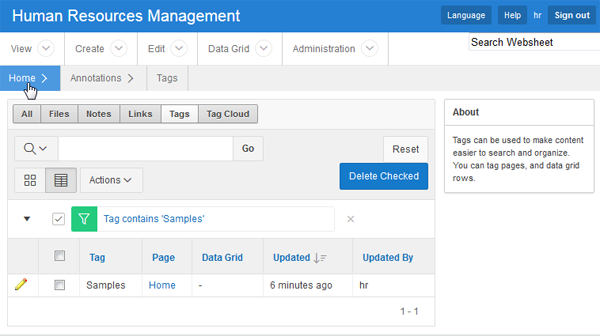 Human Resources Management
Language Help hr Sign out
View Create Edit Data Grid Administration
Search Websheet
Home Annotations Tags
All Files Notes Links Tags Tag Cloud
Go
Reset
Actions
Delete Checked
Tag contains 'Samples'
Tag Page Data Grid Updated Updated By
Samples Home - 6 minutes ago hr
1 - 1
About
Tags can be used to make content
easier to search and organize.
You can tag pages, and data grid
rows.